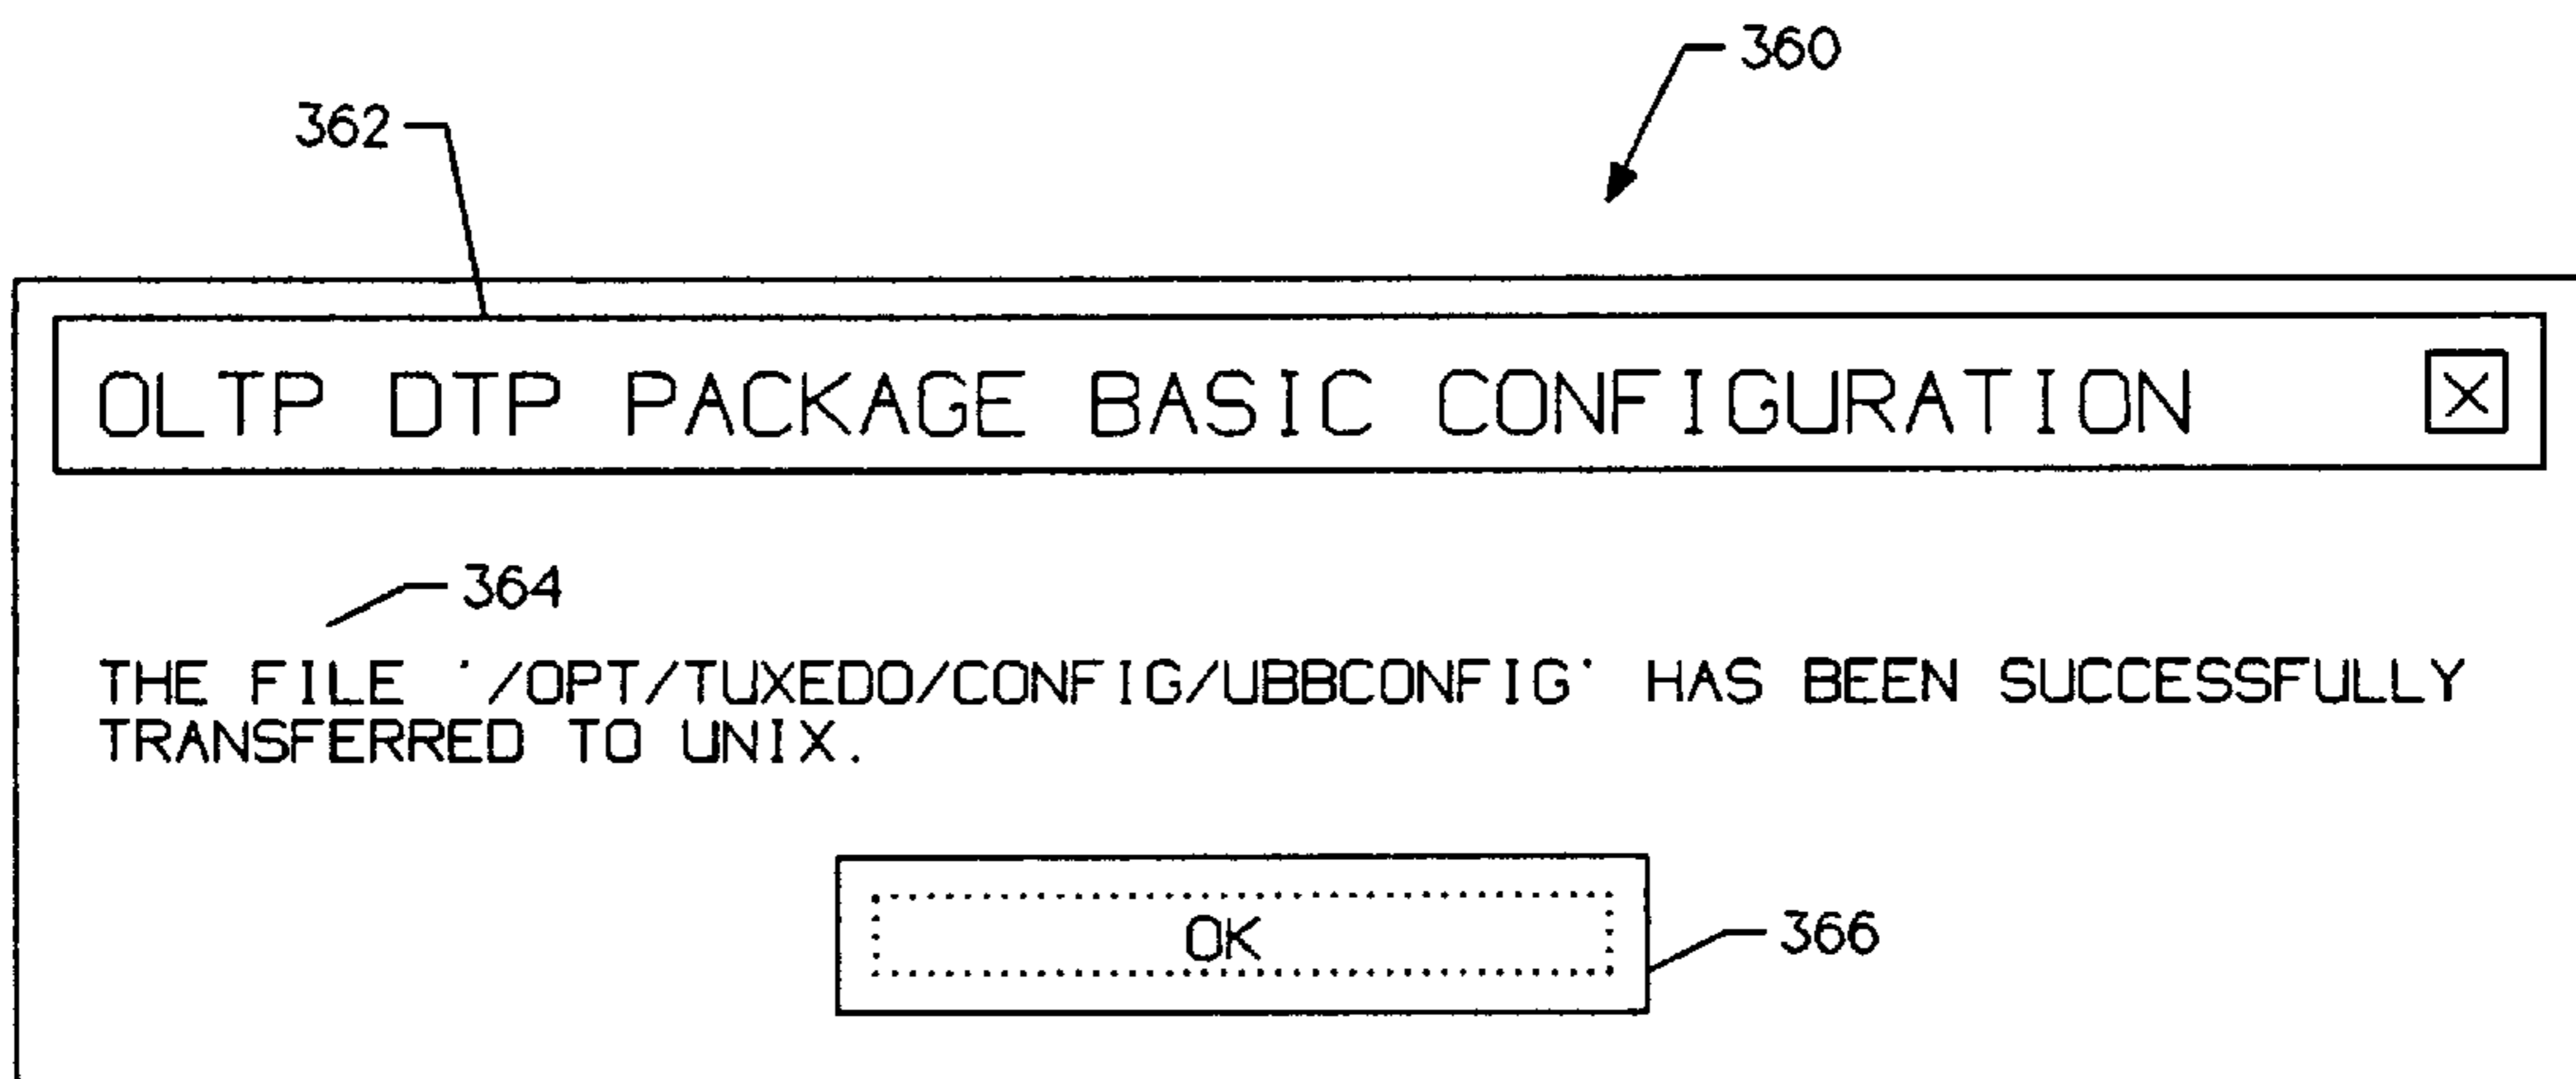 360
362
OLTP DTP PACKAGE BASIC CONFIGURATION X
364
THE FILE '/OPT/TUXEDO/CONFIG/UBBCONFIG' HAS BEEN SUCCESSFULLY
TRANSFERRED TO UNIX.
OK
366